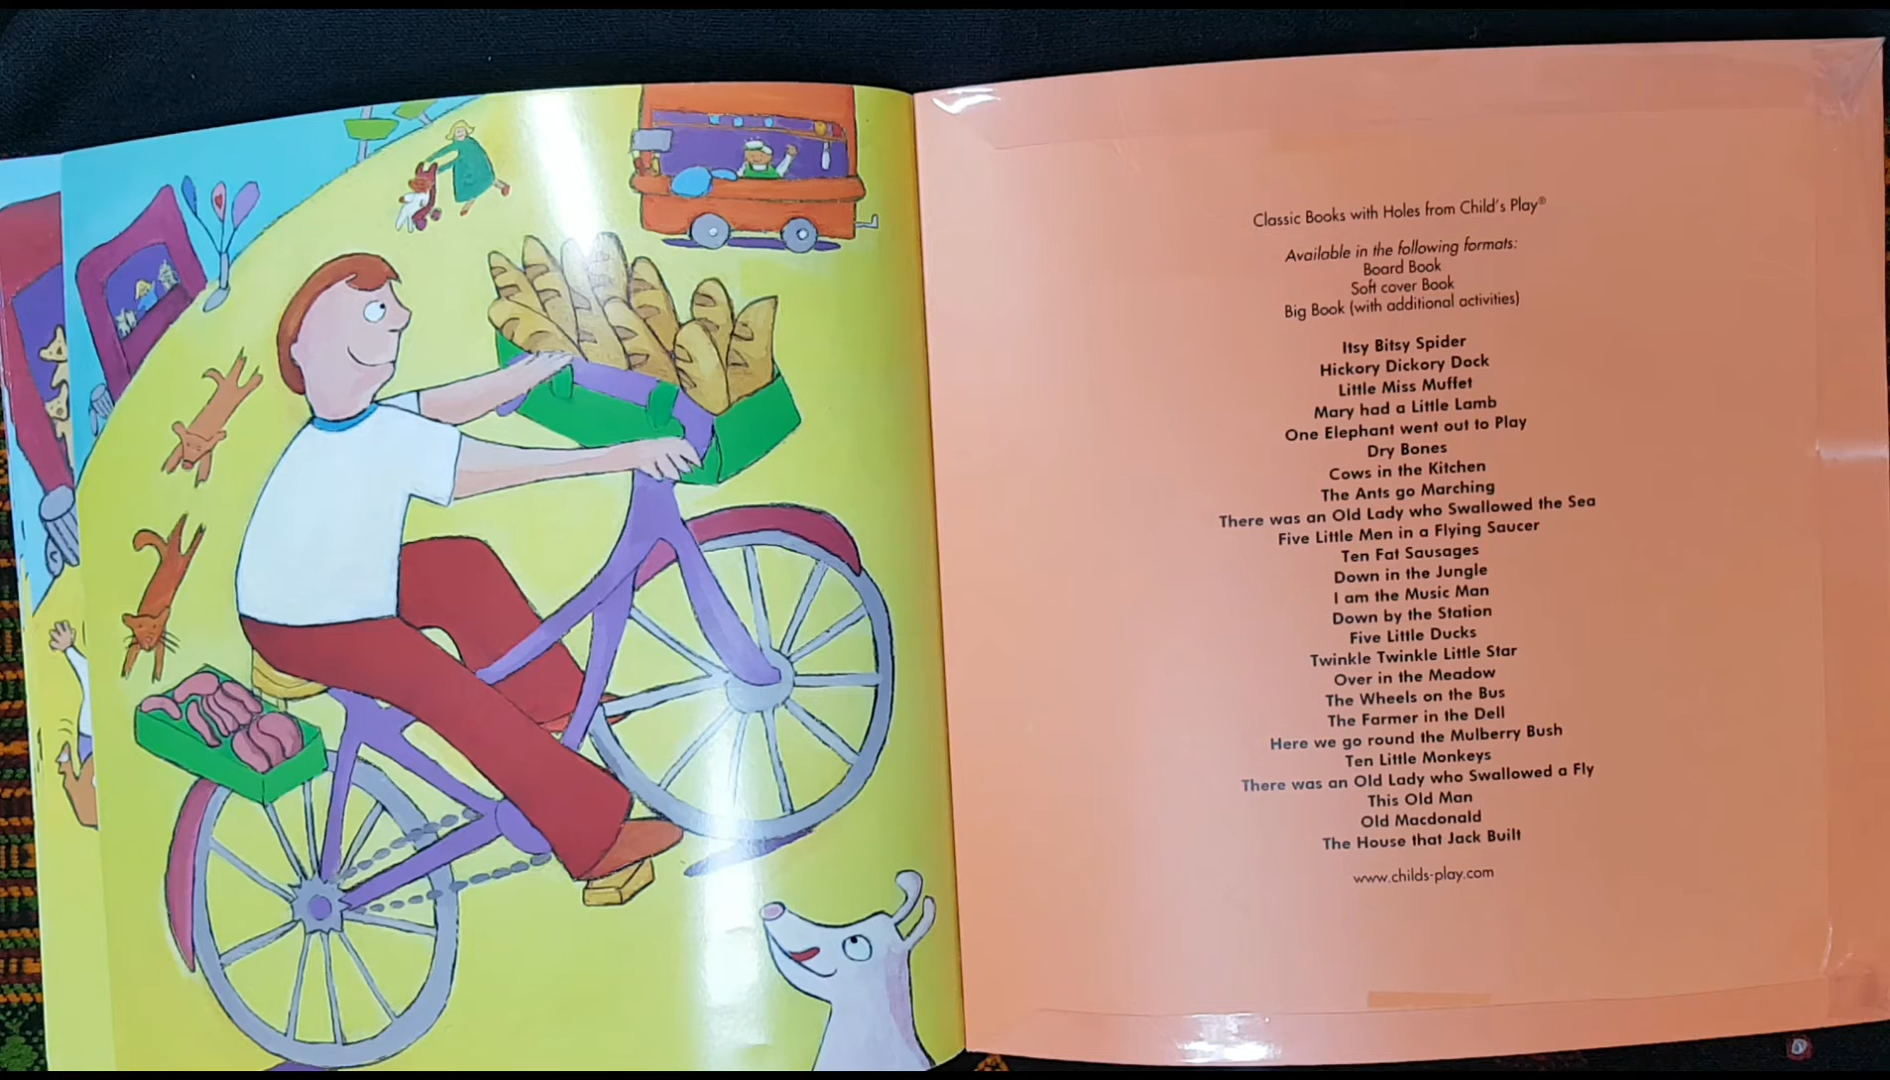 Classic Books with Holes from Child's Play®
Available in the following formats:
Board Book
Soft cover Book
Big Book (with additional activities)
Itsy Bitsy Spider
Hickory Dickory Dock
Little Miss Muffet
Mary had a Little Lamb
One Elephant went out to Play
Dry Bones
Cows in the Kitchen
The Ants go Marching
There was an Old Lady who Swallowed the Sea
Five Little Men in a Flying Saucer
Ten Fat Sausages
Down in the Jungle
I am the Music Man
Down by the Station
Five Little Ducks
Twinkle Twinkle Little Star
Over in the Meadow
The Wheels on the Bus
The Farmer in the Dell
Here we go round the Mulberry Bush
Ten Little Monkeys
There was an Old Lady who Swallowed a Fly
This Old Man
Old Macdonald
The House that Jack Built
www.childs-play.com